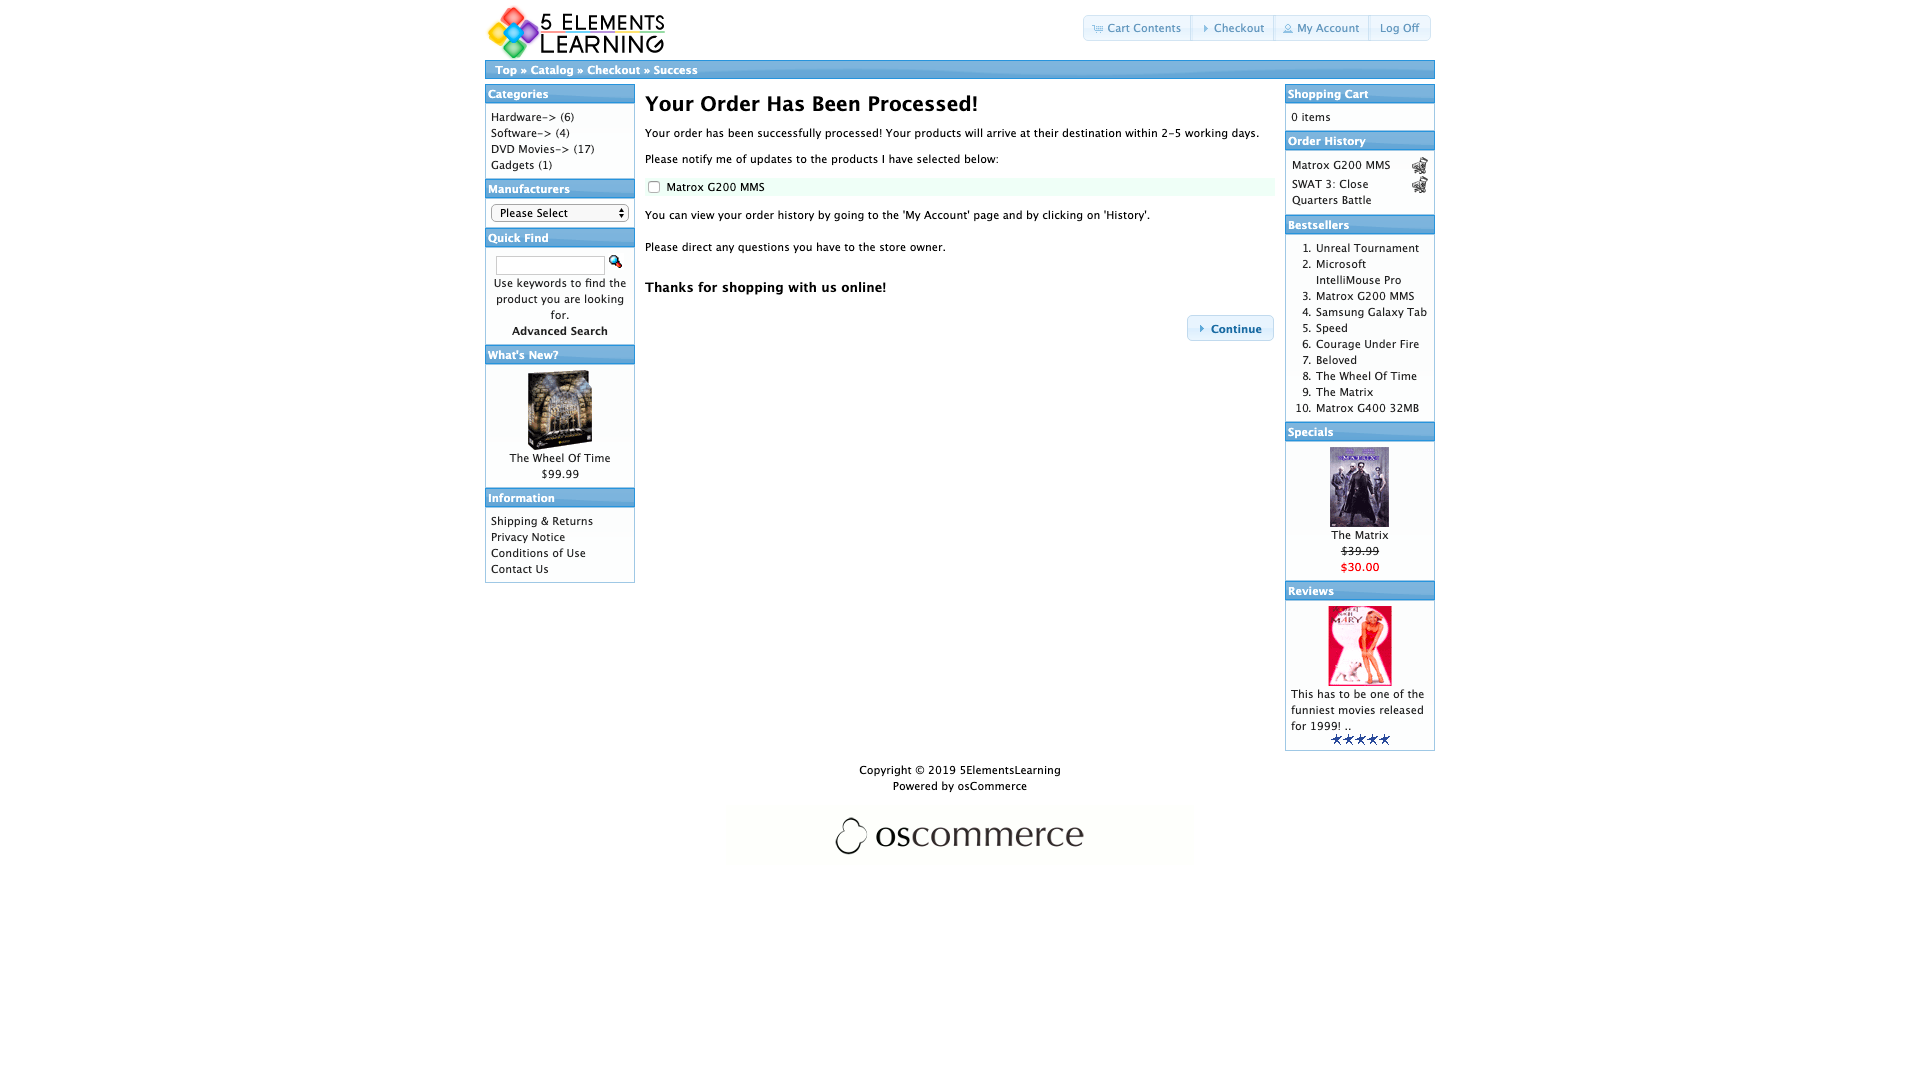 5 ELEMENTS
LEARNING
Cart Contents
Checkout
My Account
Log Off
Top » Catalog » Checkout » Success
Categories
Hardware-> (6)
Software-> (4)
DVD Movies-> (17)
Gadgets (1)
Manufacturers
Please Select
Quick Find
Use keywords to find the
product you are looking
for.
Advanced Search
What's New?
The Wheel Of Time
$99.99
Information
Shipping & Returns
Privacy Notice
Conditions of Use
Contact Us
Your Order Has Been Processed!
Your order has been successfully processed! Your products will arrive at their destination within 2-5 working days.
Please notify me of updates to the products I have selected below:
Matrox G200 MMS
You can view your order history by going to the 'My Account' page and by clicking on 'History'.
Please direct any questions you have to the store owner.
Thanks for shopping with us online!
Continue
Shopping Cart
0 items
Order History
Matrox G200 MMS
SWAT 3: Close
Quarters Battle
Bestsellers
1. Unreal Tournament
2. Microsoft
IntelliMouse Pro
3. Matrox G200 MMS
4. Samsung Galaxy Tab
5. Speed
6. Courage Under Fire
7. Beloved
8. The Wheel Of Time
9. The Matrix
10. Matrox G400 32MB
Specials
MATRIX
The Matrix
$39.99
$30.00
Reviews
MARY
This has to be one of the
funniest movies released
for 1999! ..
Copyright © 2019 5ElementsLearning
Powered by osCommerce
oscommerce